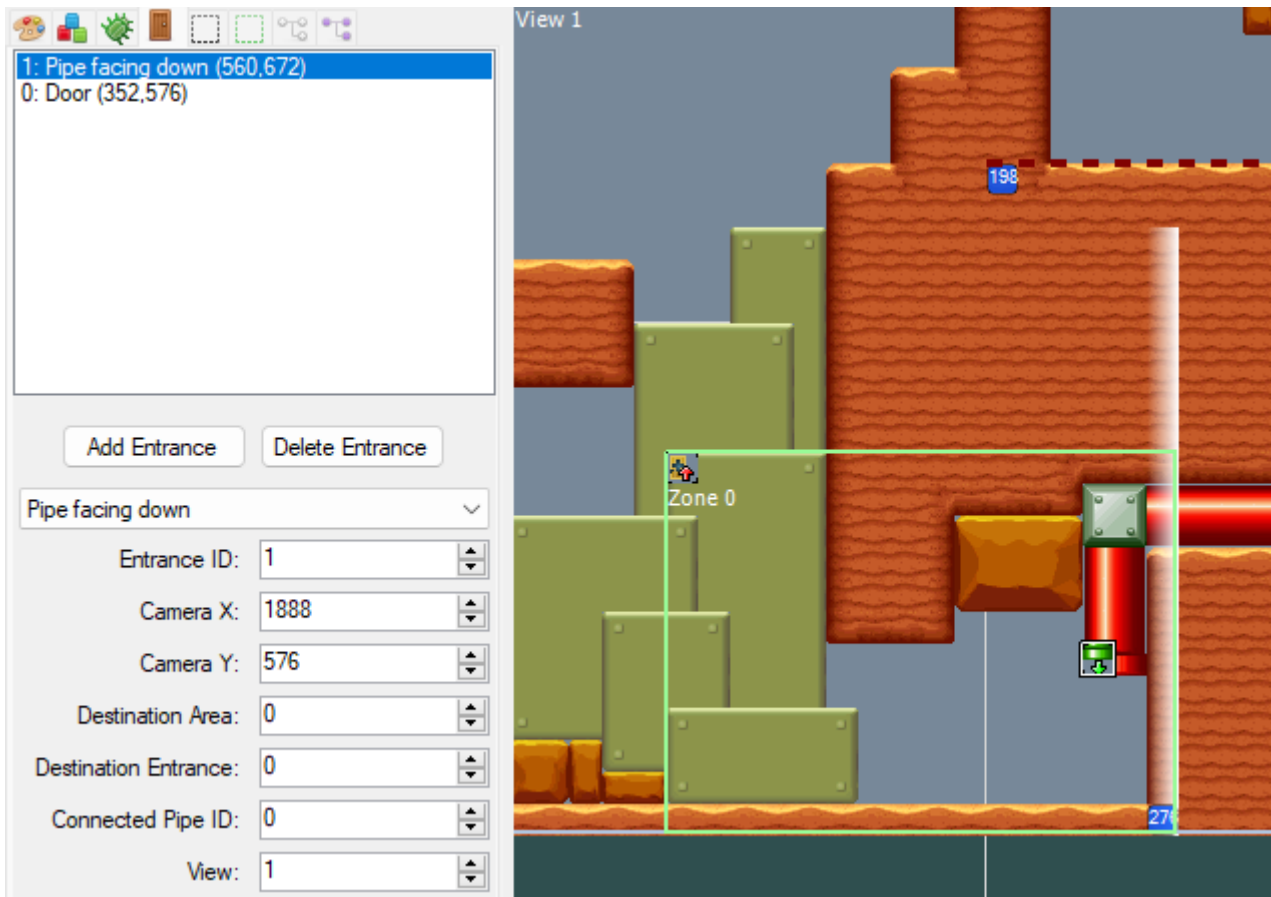 View 1
1: Pipe facing down (560,672)
0: Door (352,576)
198
Add Entrance
Delete Entrance
Zone 0
Pipe facing down
Entrance ID: 1
Camera X: 1888
Camera Y: 576
Destination Area: 0
Destination Entrance: 0
Connected Pipe ID: 0
276
View: 1